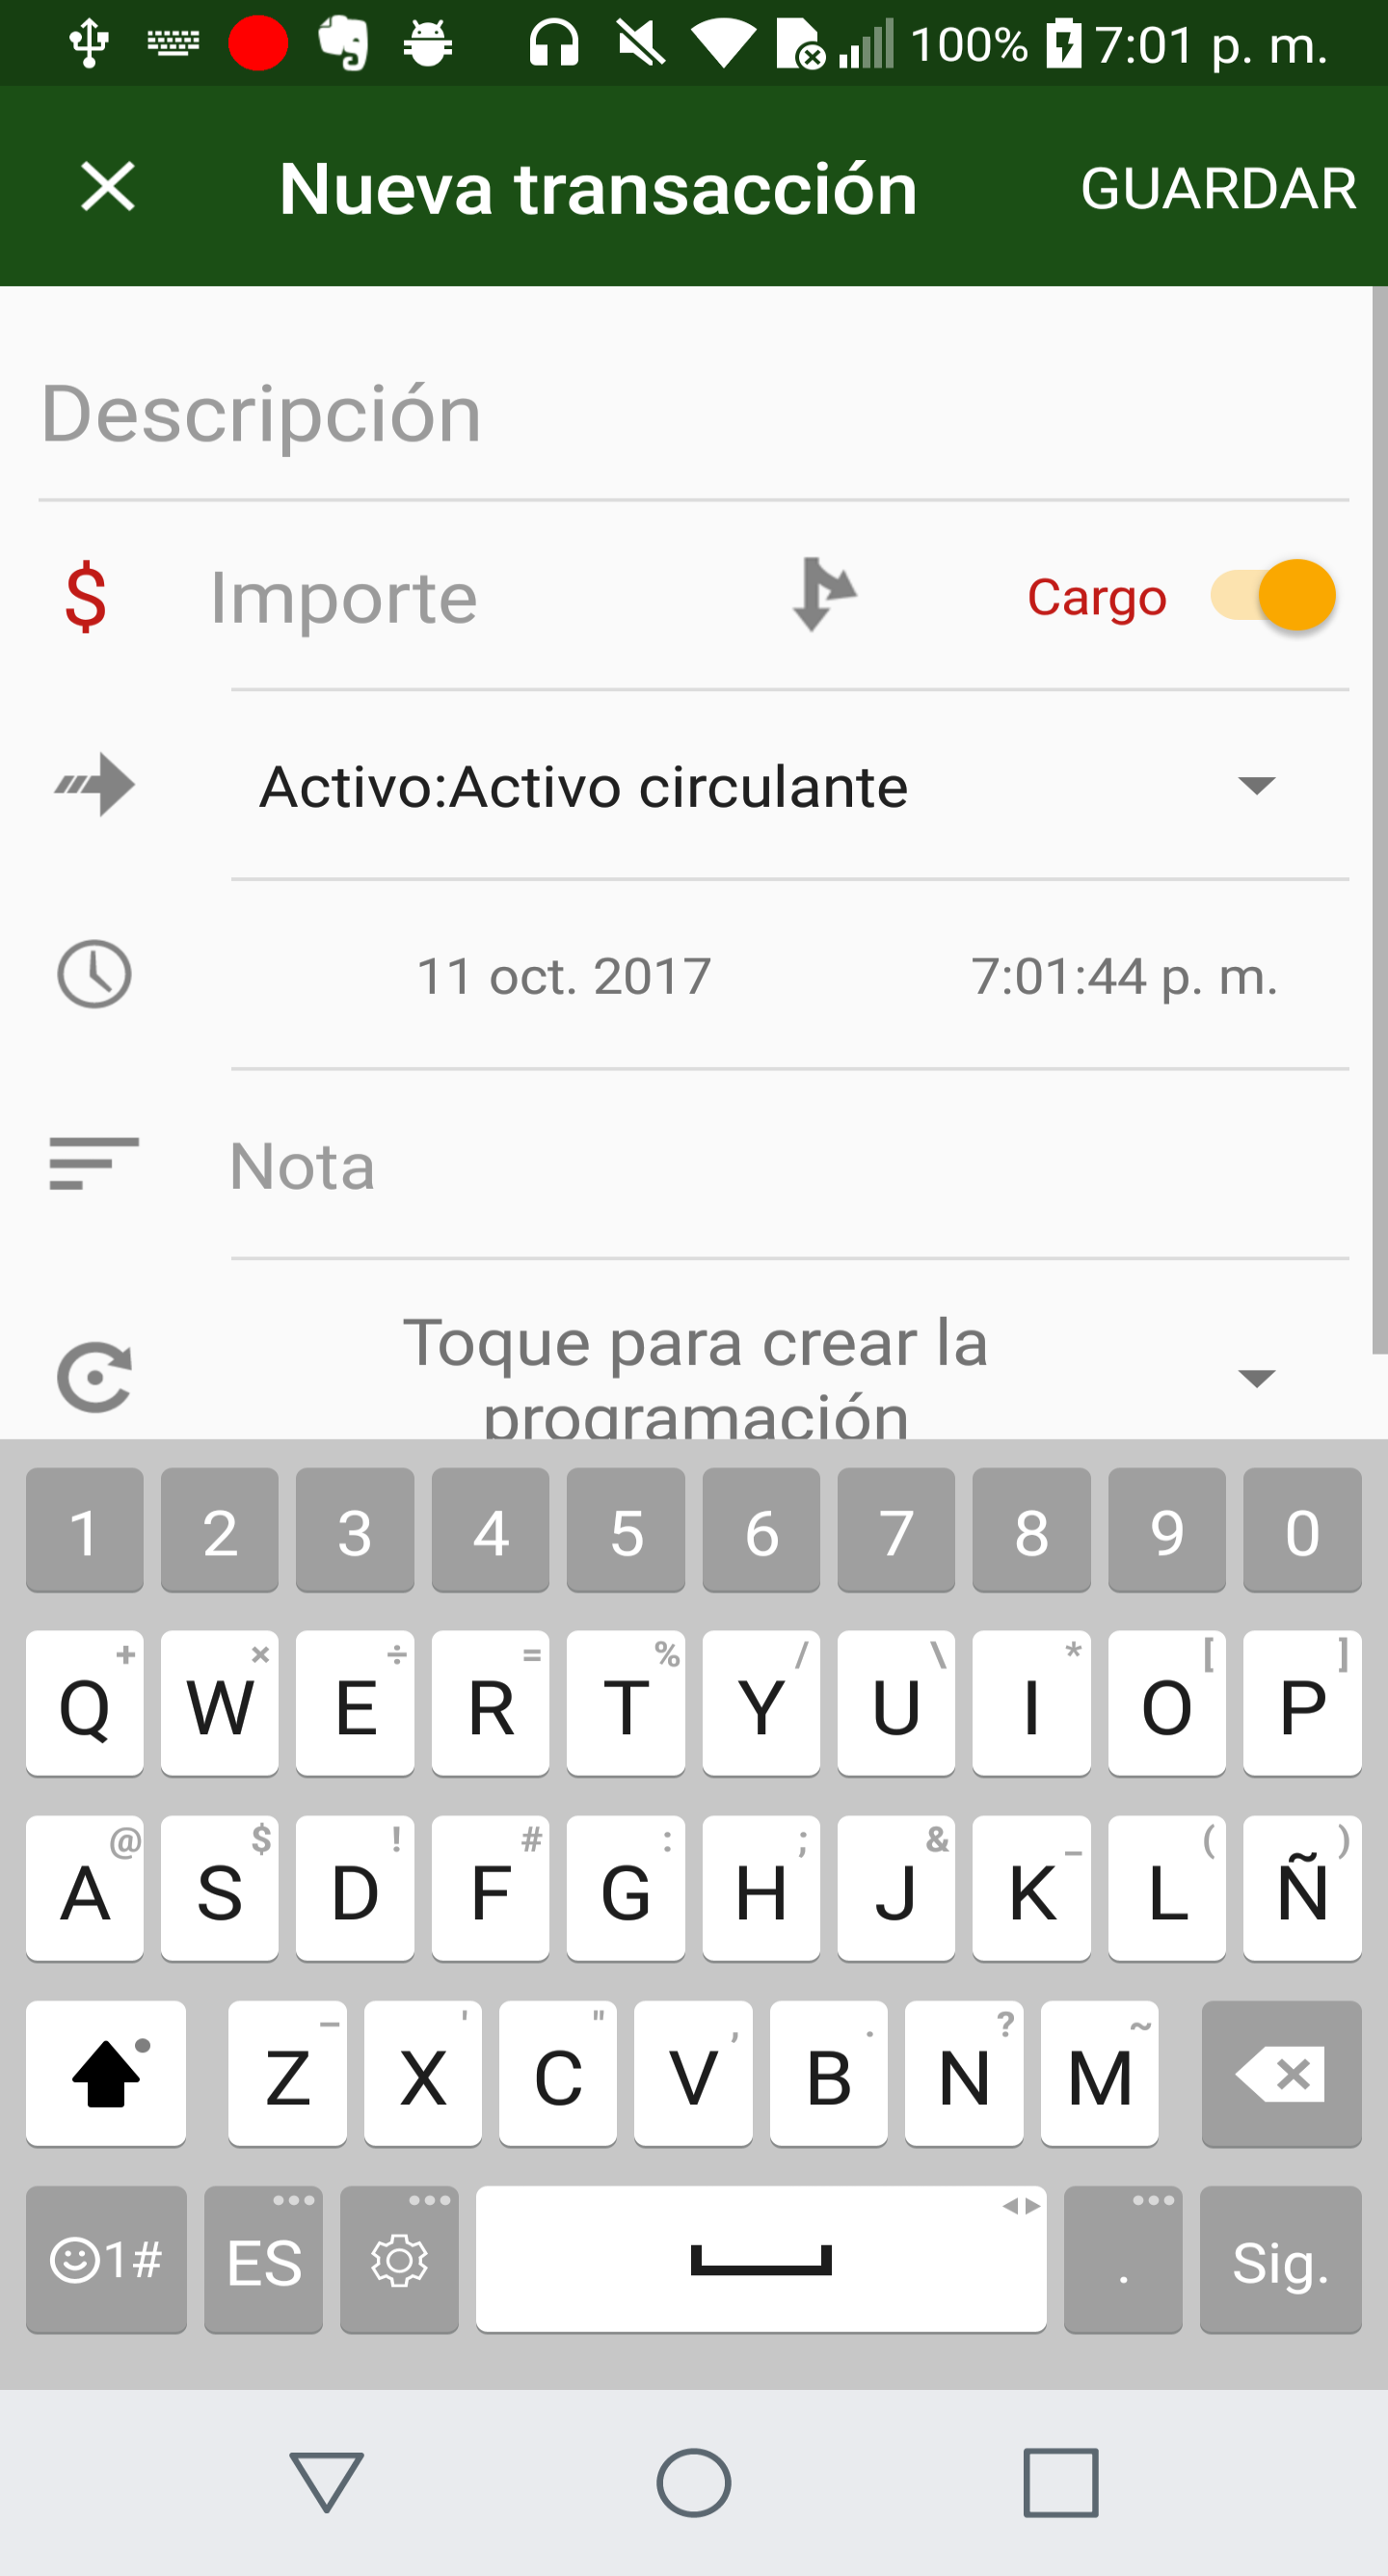 100% 7:01 p. m.
Nueva transacción GUARDAR
Descripción
$ Importe Cargo
Activo:Activo circulante
11 oct. 2017 7:01:44 p. m.
Nota
Toque para crear la
programación
1 2 3 4 5 6 7 8 9 0
+ × ÷ = % / \ * [ ]
Q W E R T Y U I O P
@ $ ! # : ; & _ ( )
A S D F G H J K L Ñ
– ' " , . ? ~
Z X C V B N M
1# ES . Sig.